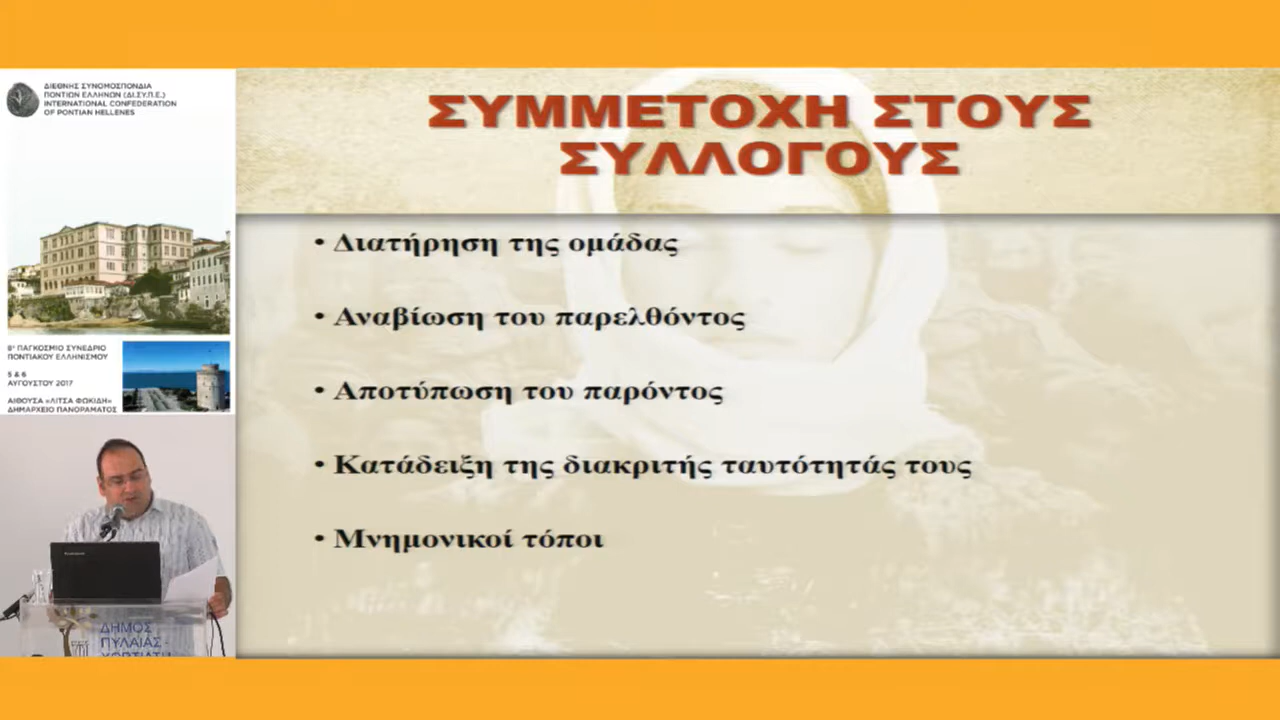 ΔΙΕΘΝΗΣ ΣΥΝΟΜΟΣΠΟΝΔΙΑ
ΠΟΝΤΙΩΝ ΕΛΛΗΝΩΝ (ΔΙ.ΣΥ.Π.Ε.)
INTERNATIONAL CONFEDERATION
OF PONTIAN HELLENES
8ο ΠΑΓΚΟΣΜΙΟ ΣΥΝΕΔΡΙΟ
ΠΟΝΤΙΑΚΟΥ ΕΛΛΗΝΙΣΜΟΥ
5 & 6
ΑΥΓΟΥΣΤΟΥ 2017
ΑΙΘΟΥΣΑ «ΛΙΤΣΑ ΦΩΚΙΔΗ»
ΔΗΜΑΡΧΕΙΟ ΠΑΝΟΡΑΜΑΤΟΣ
ΔΗΜΟΣ
ΠΥΛΑΙΑΣ -
ΧΟΡΤΙΑΤΗ
ΣΥΜΜΕΤΟΧΗ ΣΤΟΥΣ
ΣΥΛΛΟΓΟΥΣ
• Διατήρηση της ομάδας
• Αναβίωση του παρελθόντος
• Αποτύπωση του παρόντος
• Κατάδειξη της διακριτής ταυτότητάς τους
• Μνημονικοί τόποι